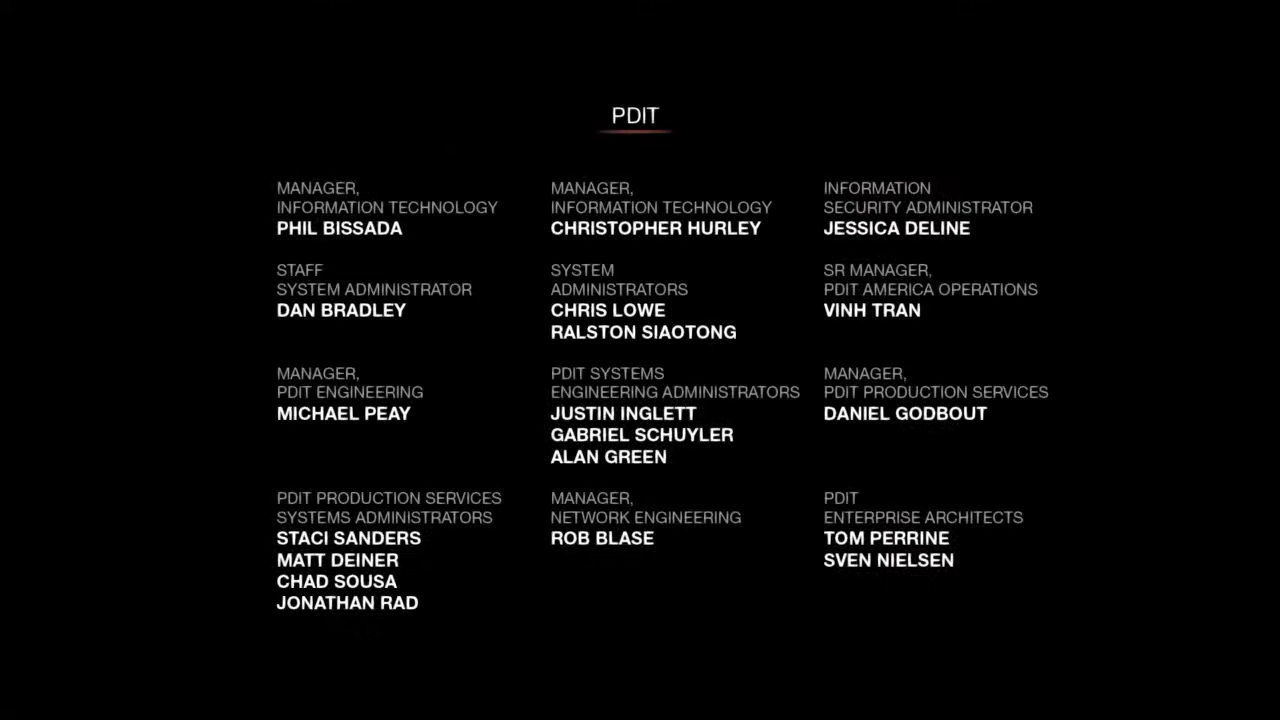 PDIT
MANAGER,
INFORMATION TECHNOLOGY
PHIL BISSADA
MANAGER,
INFORMATION TECHNOLOGY
CHRISTOPHER HURLEY
INFORMATION
SECURITY ADMINISTRATOR
JESSICA DELINE
STAFF
SYSTEM ADMINISTRATOR
DAN BRADLEY
SYSTEM
ADMINISTRATORS
CHRIS LOWE
RALSTON SIAOTONG
SR MANAGER,
PDIT AMERICA OPERATIONS
VINH TRAN
MANAGER,
PDIT ENGINEERING
MICHAEL PEAY
PDIT SYSTEMS
ENGINEERING ADMINISTRATORS
JUSTIN INGLETT
GABRIEL SCHUYLER
ALAN GREEN
MANAGER,
PDIT PRODUCTION SERVICES
DANIEL GODBOUT
PDIT PRODUCTION SERVICES
SYSTEMS ADMINISTRATORS
STACI SANDERS
MATT DEINER
CHAD SOUSA
JONATHAN RAD
MANAGER,
NETWORK ENGINEERING
ROB BLASE
PDIT
ENTERPRISE ARCHITECTS
TOM PERRINE
SVEN NIELSEN